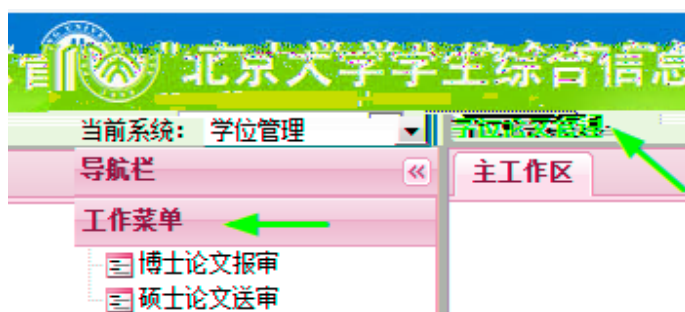 北京大学学生综合信息
当前系统： 学位管理
导航栏
主工作区
工作菜单
博士论文报审
硕士论文送审